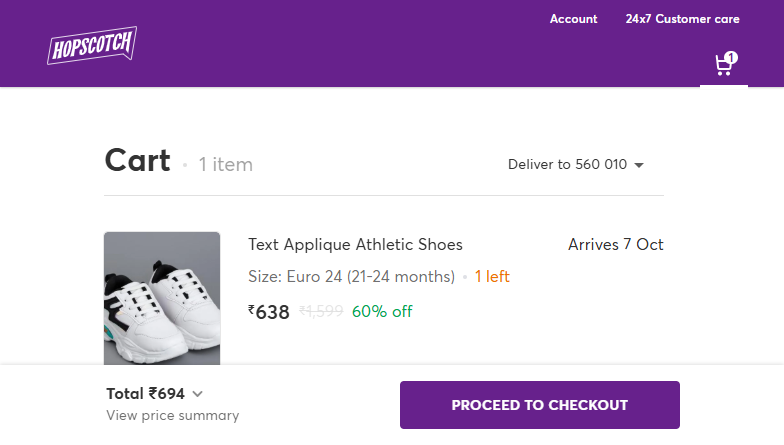 Account 24x7 Customer care
HOPSCOTCH
1
Cart • 1 item
Deliver to 560 010
Text Applique Athletic Shoes
Arrives 7 Oct
Size: Euro 24 (21-24 months) • 1 left
₹638 ₹1,599 60% off
Total ₹694
View price summary
PROCEED TO CHECKOUT